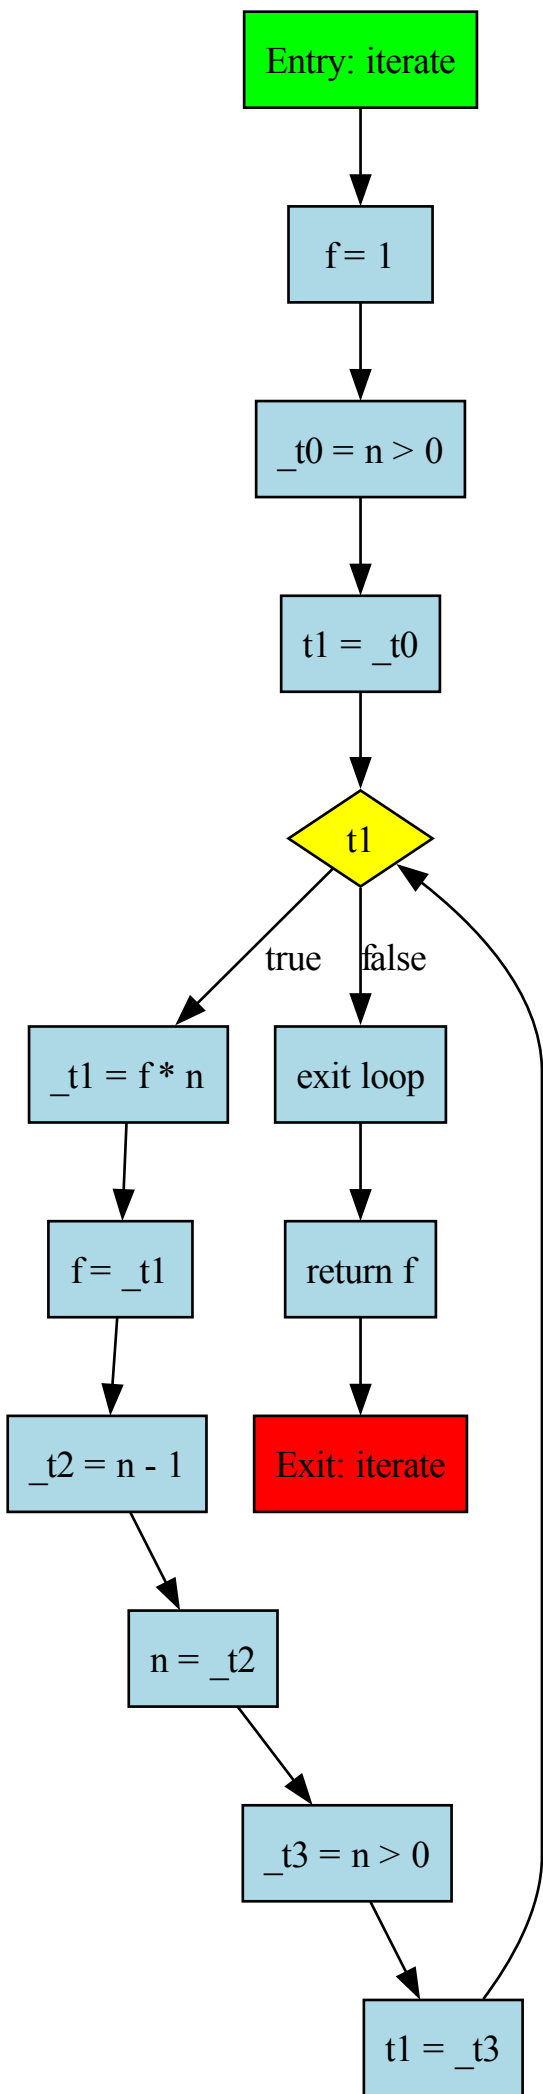 Entry: iterate
f = 1
_t0 = n > 0
t1 = _t0
t1
true
false
_t1 = f * n
exit loop
f = _t1
return f
_t2 = n - 1
Exit: iterate
n = _t2
_t3 = n > 0
t1 = _t3